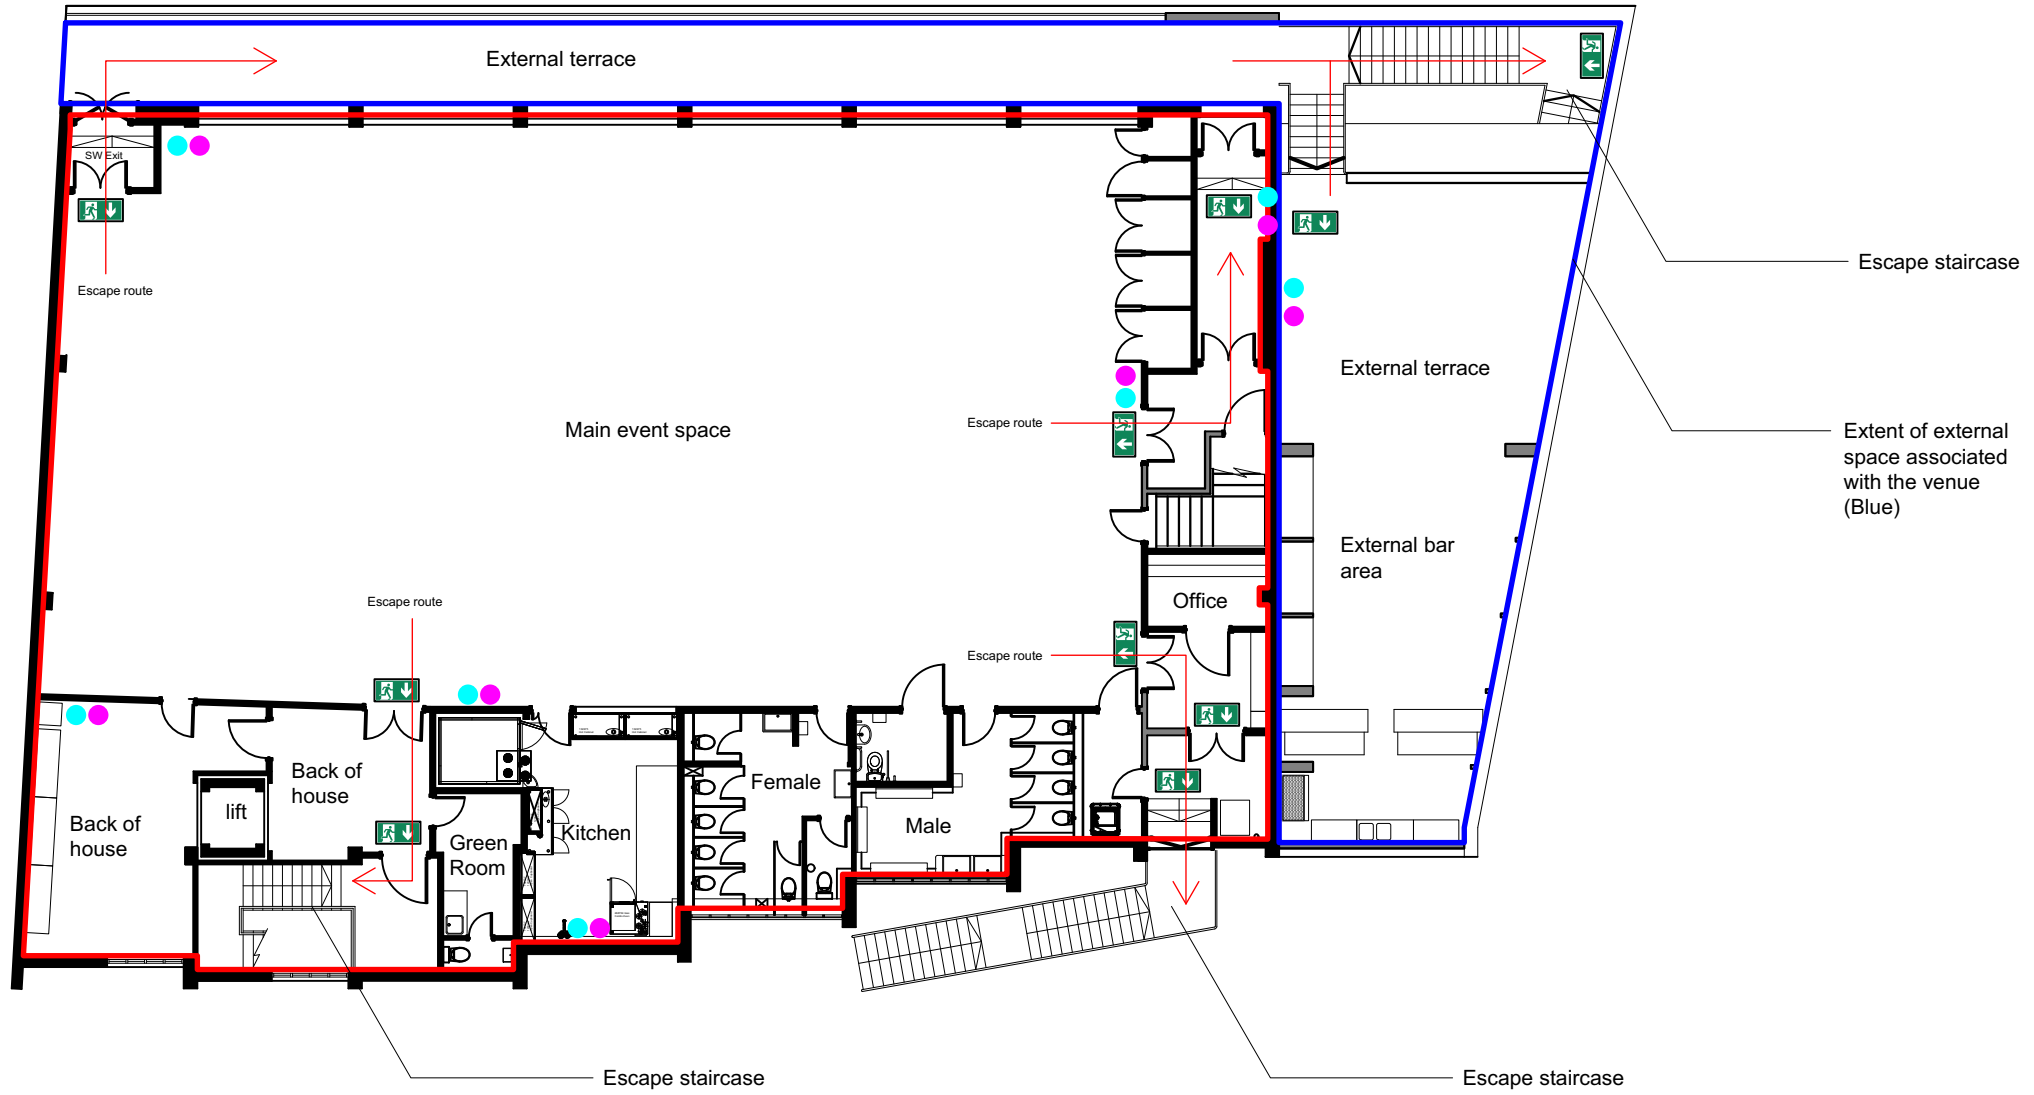 External terrace
SW Exit
Escape route
Escape staircase
External terrace
Escape route
Main event space
Extent of external
space associated
with the venue
(Blue)
External bar
area
Escape route
Office
Escape route
Back of
house
lift
Back of
house
Green
Room
Kitchen
Female
Male
Escape staircase
Escape staircase